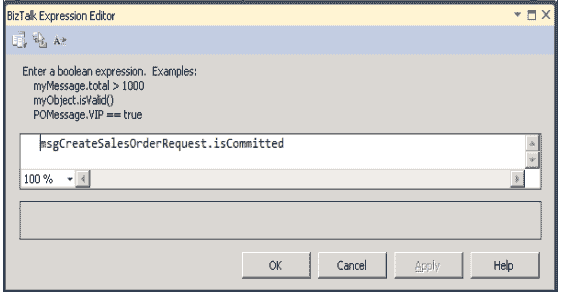 BizTalk Expression Editor
A
Enter a boolean expression. Examples:
myMessage.total > 1000
myObject.isValid()
POMessage.VIP == true
msgCreateSalesOrderRequest.isCommitted
100 %
OK Cancel Apply Help